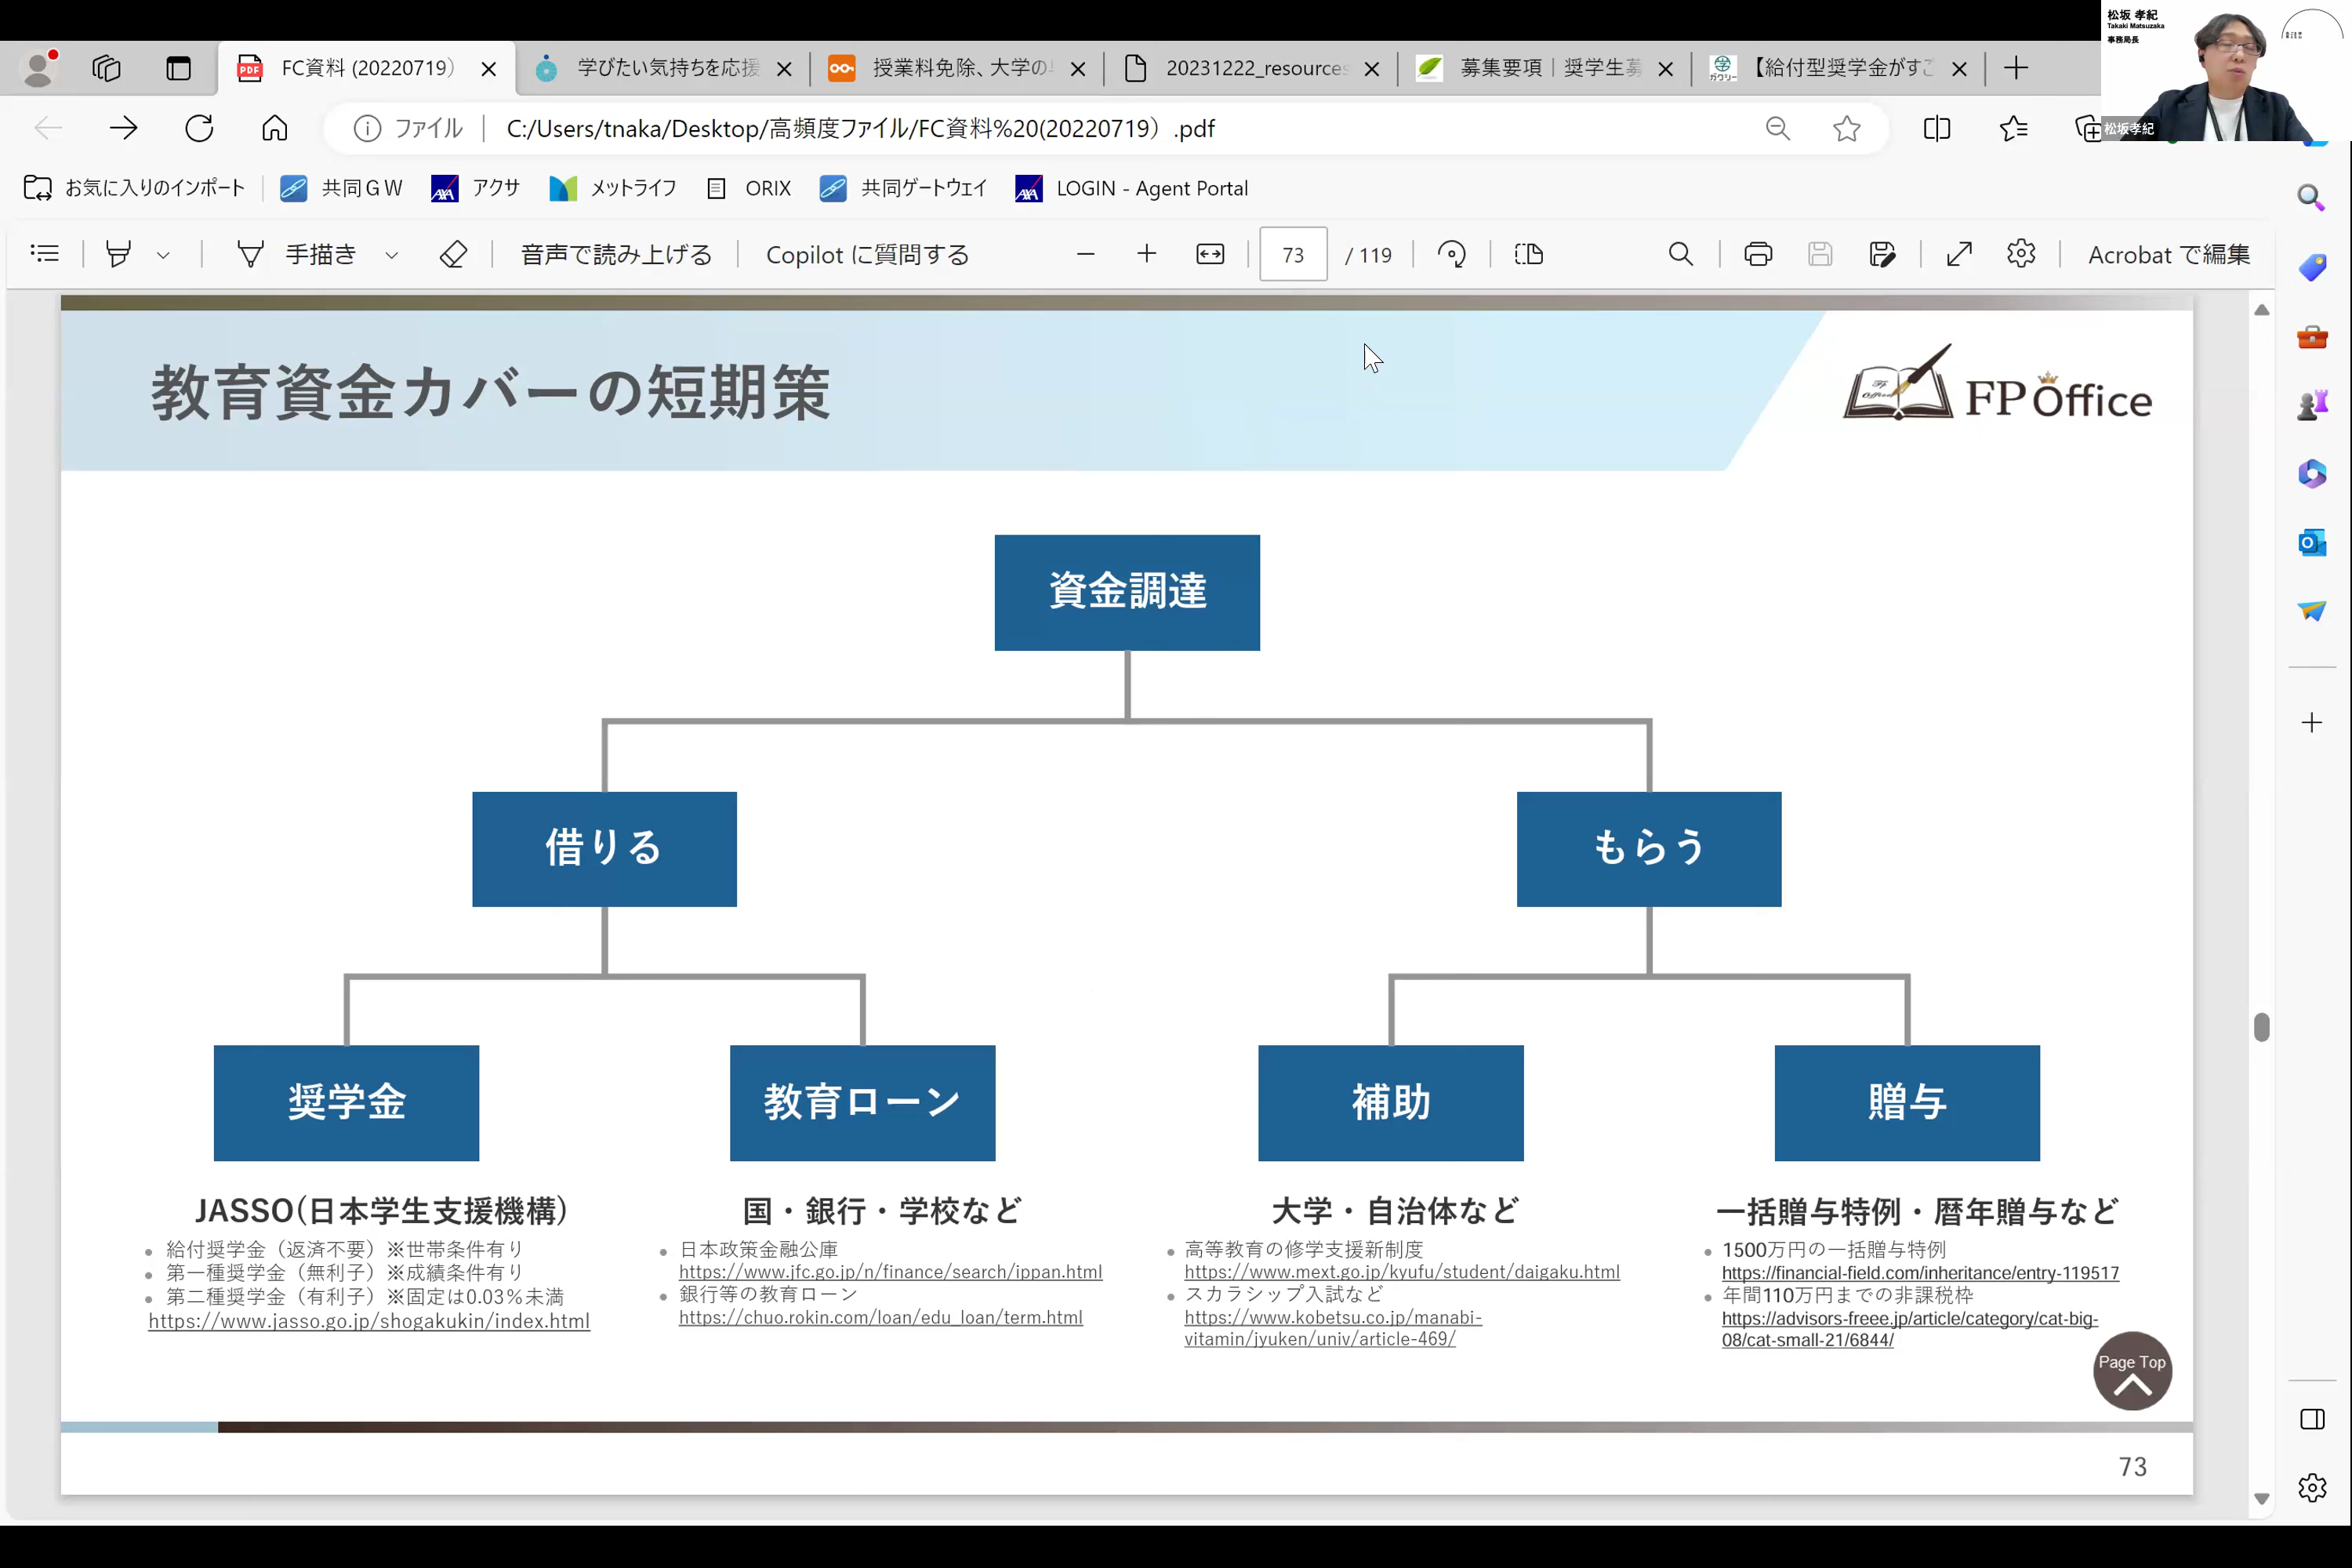 松坂 孝紀
Takaki Matsuzaka
事務局長
松坂孝紀
FC資料 (20220719)
学びたい気持ちを応援
授業料免除、大学の
20231222_resources
募集要項｜奨学生募
【給付型奨学金がすご
ファイル
C:/Users/tnaka/Desktop/高頻度ファイル/FC資料%20(20220719）.pdf
お気に入りのインポート
共同ＧＷ
アクサ
メットライフ
ORIX
共同ゲートウェイ
LOGIN - Agent Portal
手描き
音声で読み上げる
Copilot に質問する
73
/ 119
Acrobat で編集
教育資金カバーの短期策
FP Office
資金調達
借りる
もらう
奨学金
教育ローン
補助
贈与
JASSO(日本学生支援機構)
給付奨学金（返済不要）※世帯条件有り
第一種奨学金（無利子）※成績条件有り
第二種奨学金（有利子）※固定は0.03％未満
https://www.jasso.go.jp/shogakukin/index.html
国・銀行・学校など
日本政策金融公庫
https://www.jfc.go.jp/n/finance/search/ippan.html
銀行等の教育ローン
https://chuo.rokin.com/loan/edu_loan/term.html
大学・自治体など
高等教育の修学支援新制度
https://www.mext.go.jp/kyufu/student/daigaku.html
スカラシップ入試など
https://www.kobetsu.co.jp/manabi-
vitamin/jyuken/univ/article-469/
一括贈与特例・暦年贈与など
1500万円の一括贈与特例
https://financial-field.com/inheritance/entry-119517
年間110万円までの非課税枠
https://advisors-freee.jp/article/category/cat-big-
08/cat-small-21/6844/
Page Top
73